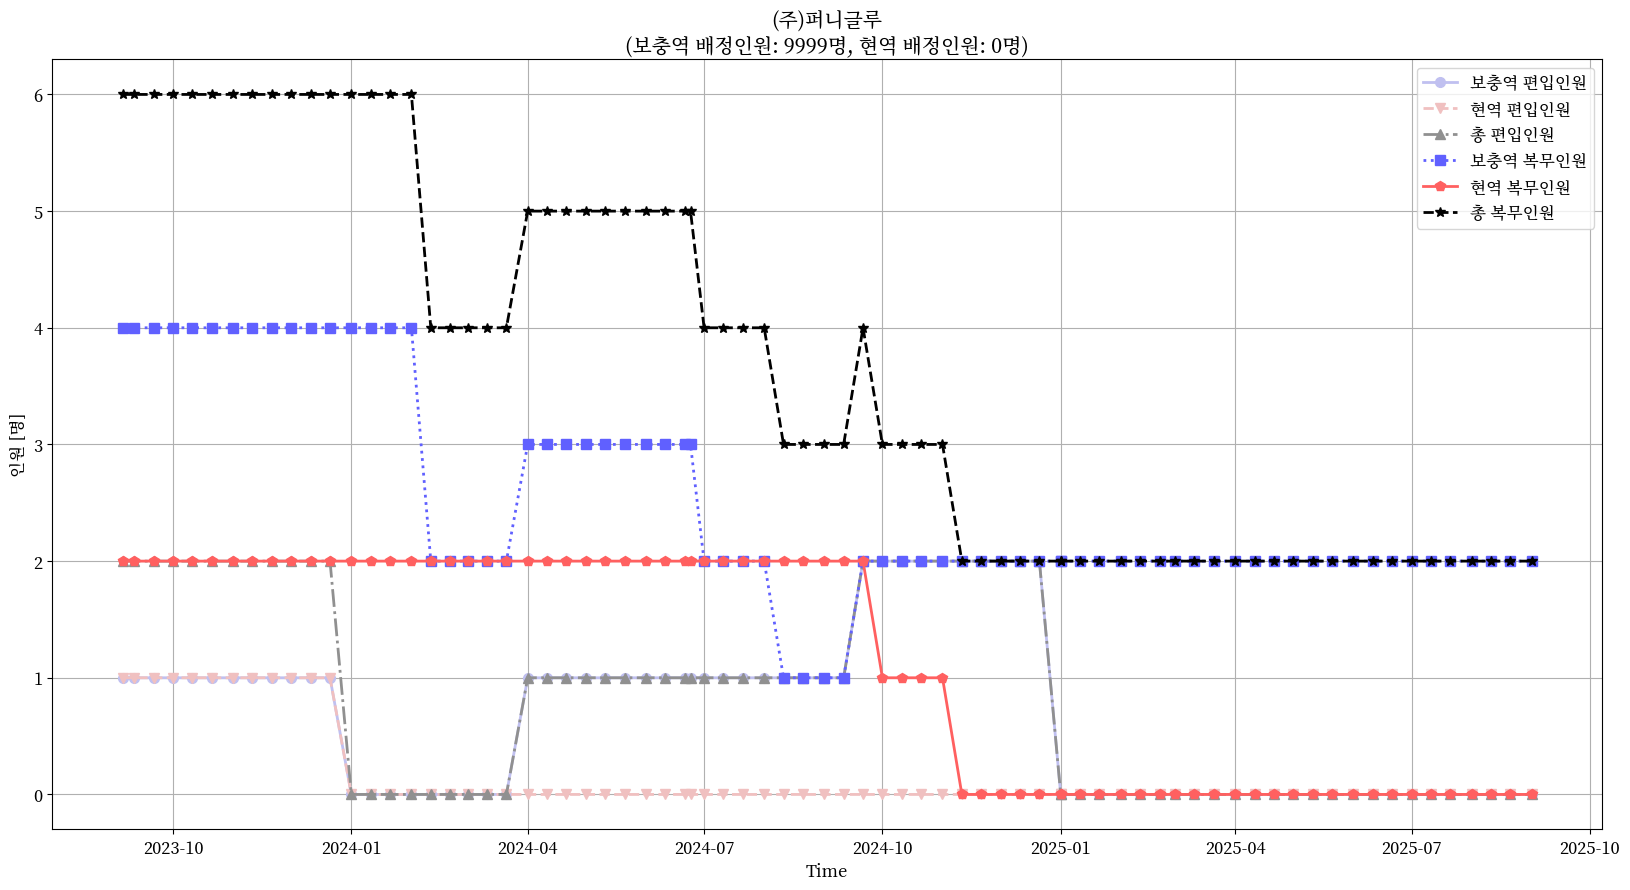 (주)퍼니글루
(보충역 배정인원: 9999명, 현역 배정인원: 0명)
보충역 편입인원
현역 편입인원
총 편입인원
보충역 복무인원
현역 복무인원
총 복무인원
인원 [명]
6
5
4
3
2
1
0
2023-10
2024-01
2024-04
2024-07
2024-10
2025-01
2025-04
2025-07
2025-10
Time